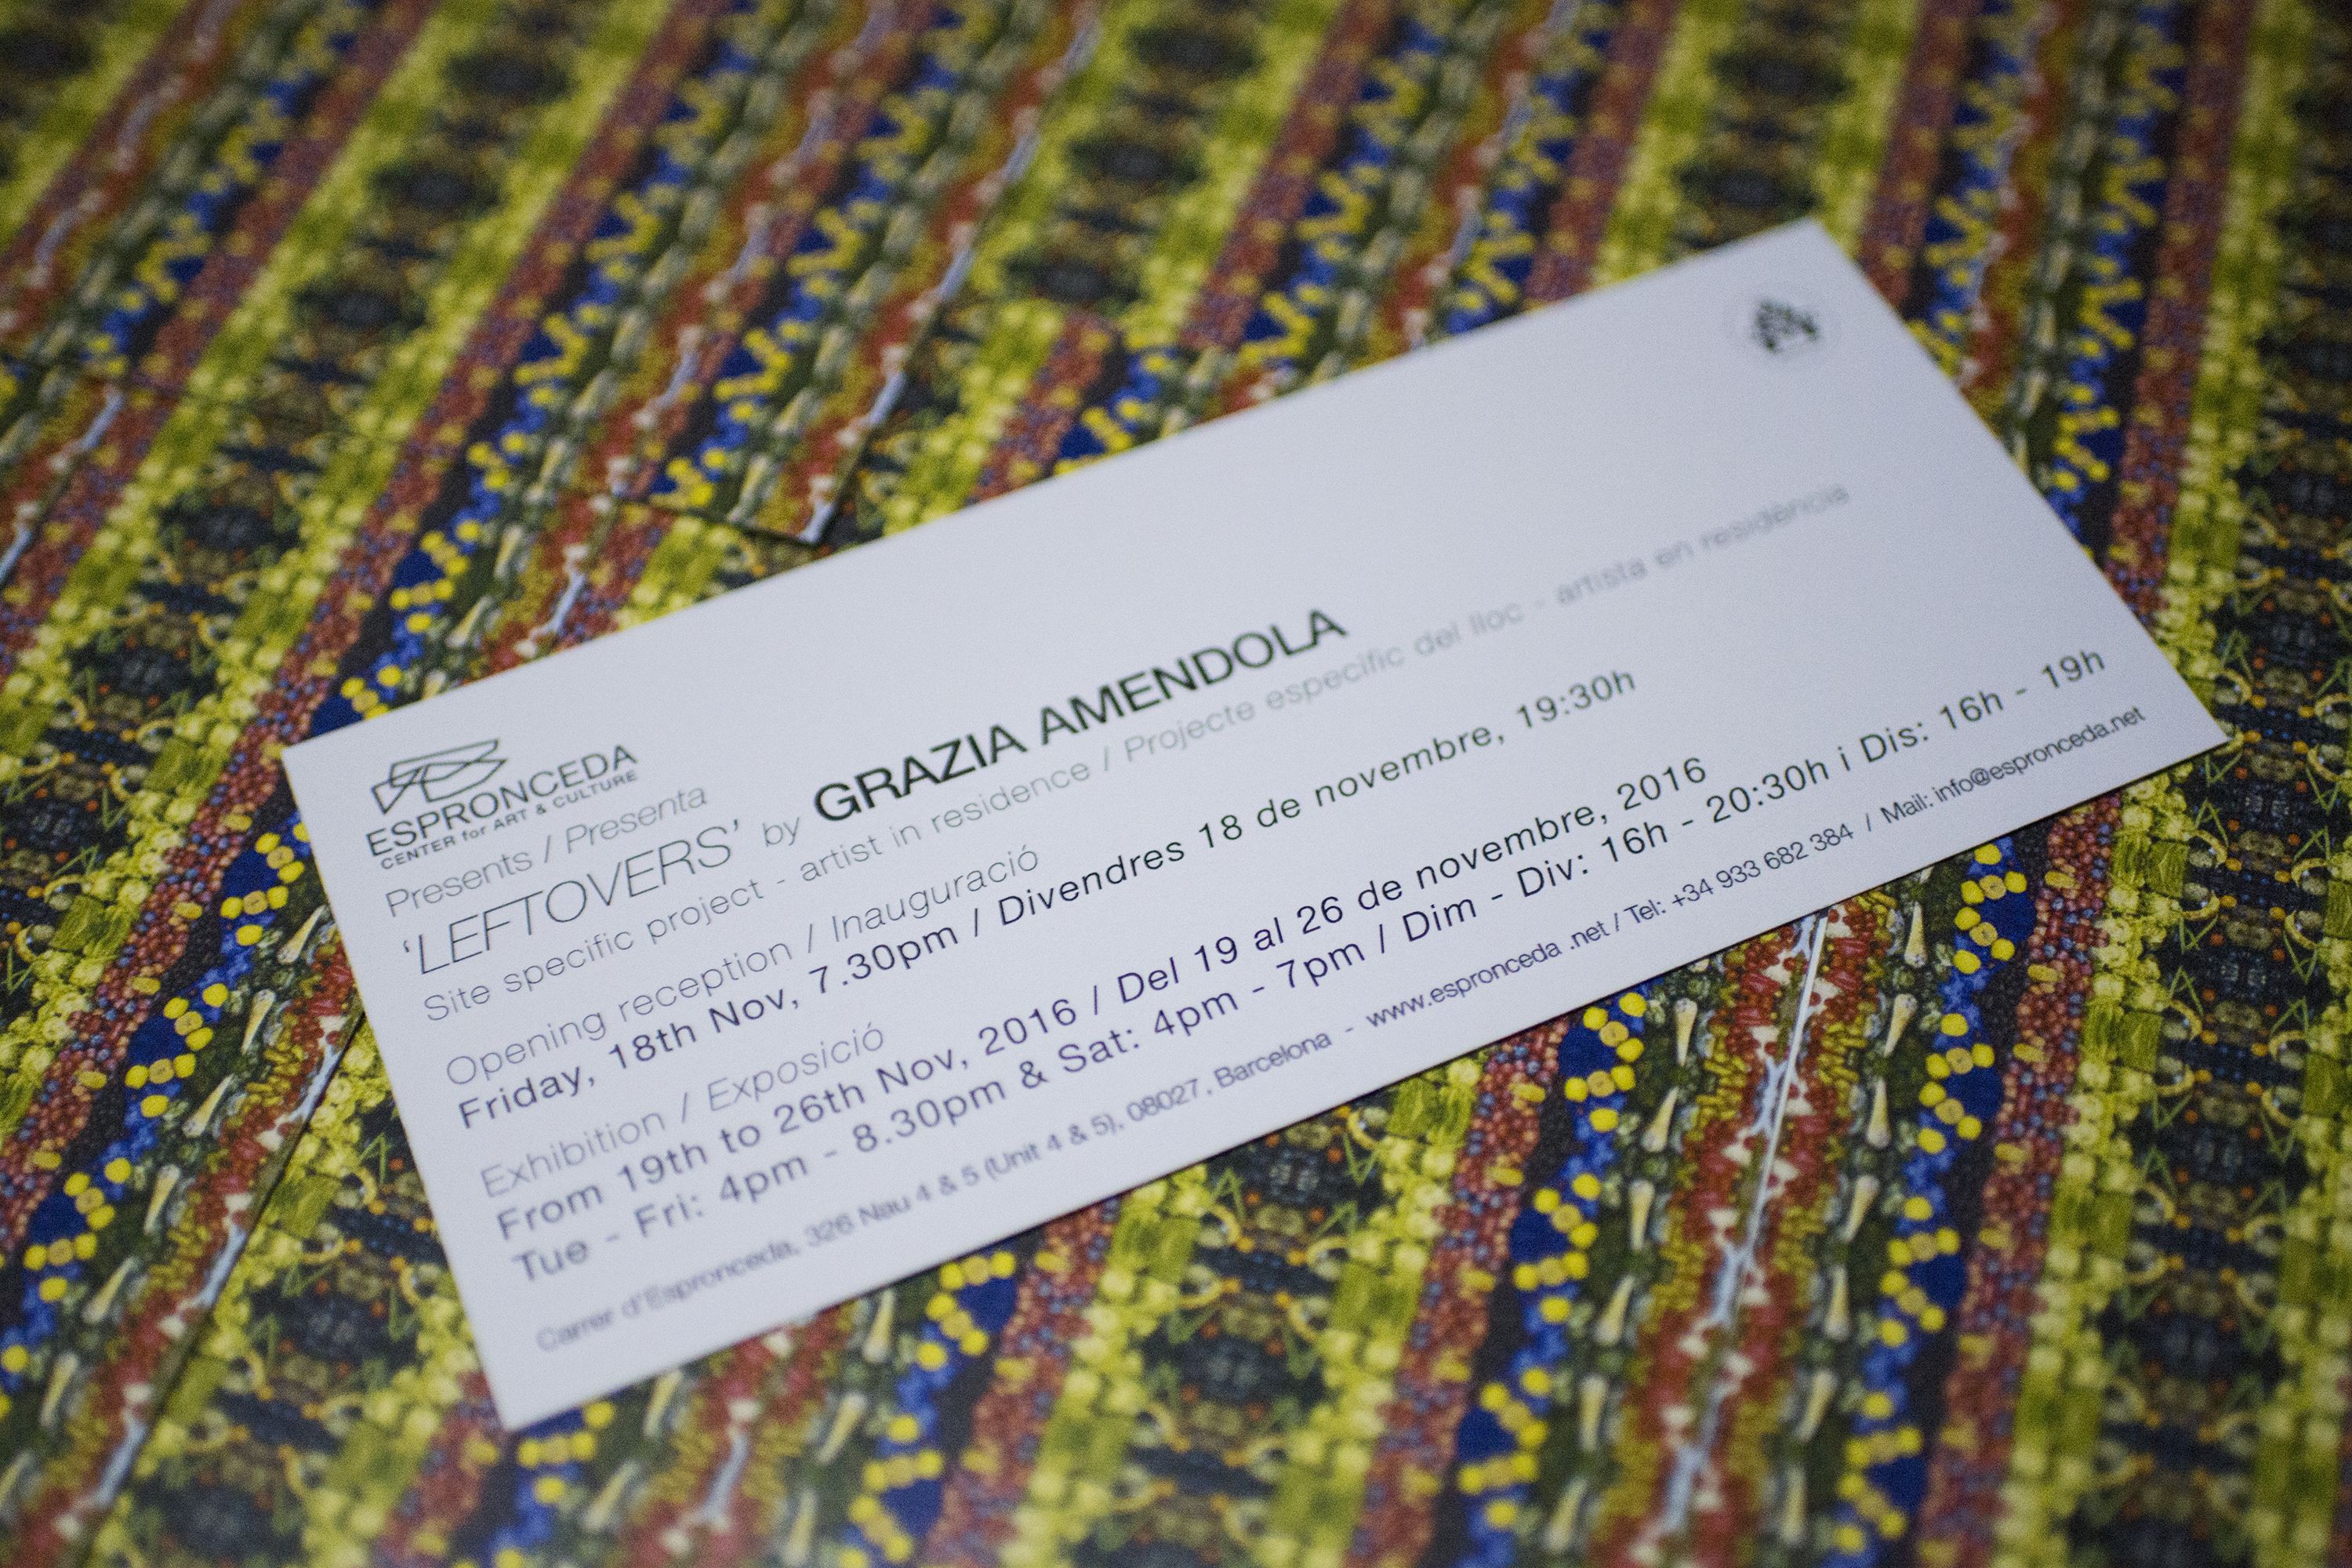 ESPRONCEDA
CENTER for ART & CULTURE
Presents / Presenta
‘LEFTOVERS’ by GRAZIA AMENDOLA
Site specific project - artist in residence / Projecte específic del lloc - artista en residència
Opening reception / Inauguració
Friday, 18th Nov, 7.30pm / Divendres 18 de novembre, 19:30h
Exhibition / Exposició
From 19th to 26th Nov, 2016 / Del 19 al 26 de novembre, 2016
Tue - Fri: 4pm - 8.30pm & Sat: 4pm - 7pm / Dim - Div: 16h - 20:30h i Dis: 16h - 19h
Carrer d'Espronceda, 326 Nau 4 & 5 (Unit 4 & 5), 08027, Barcelona - www.espronceda .net / Tel: +34 933 682 384 / Mail: info@espronceda.net